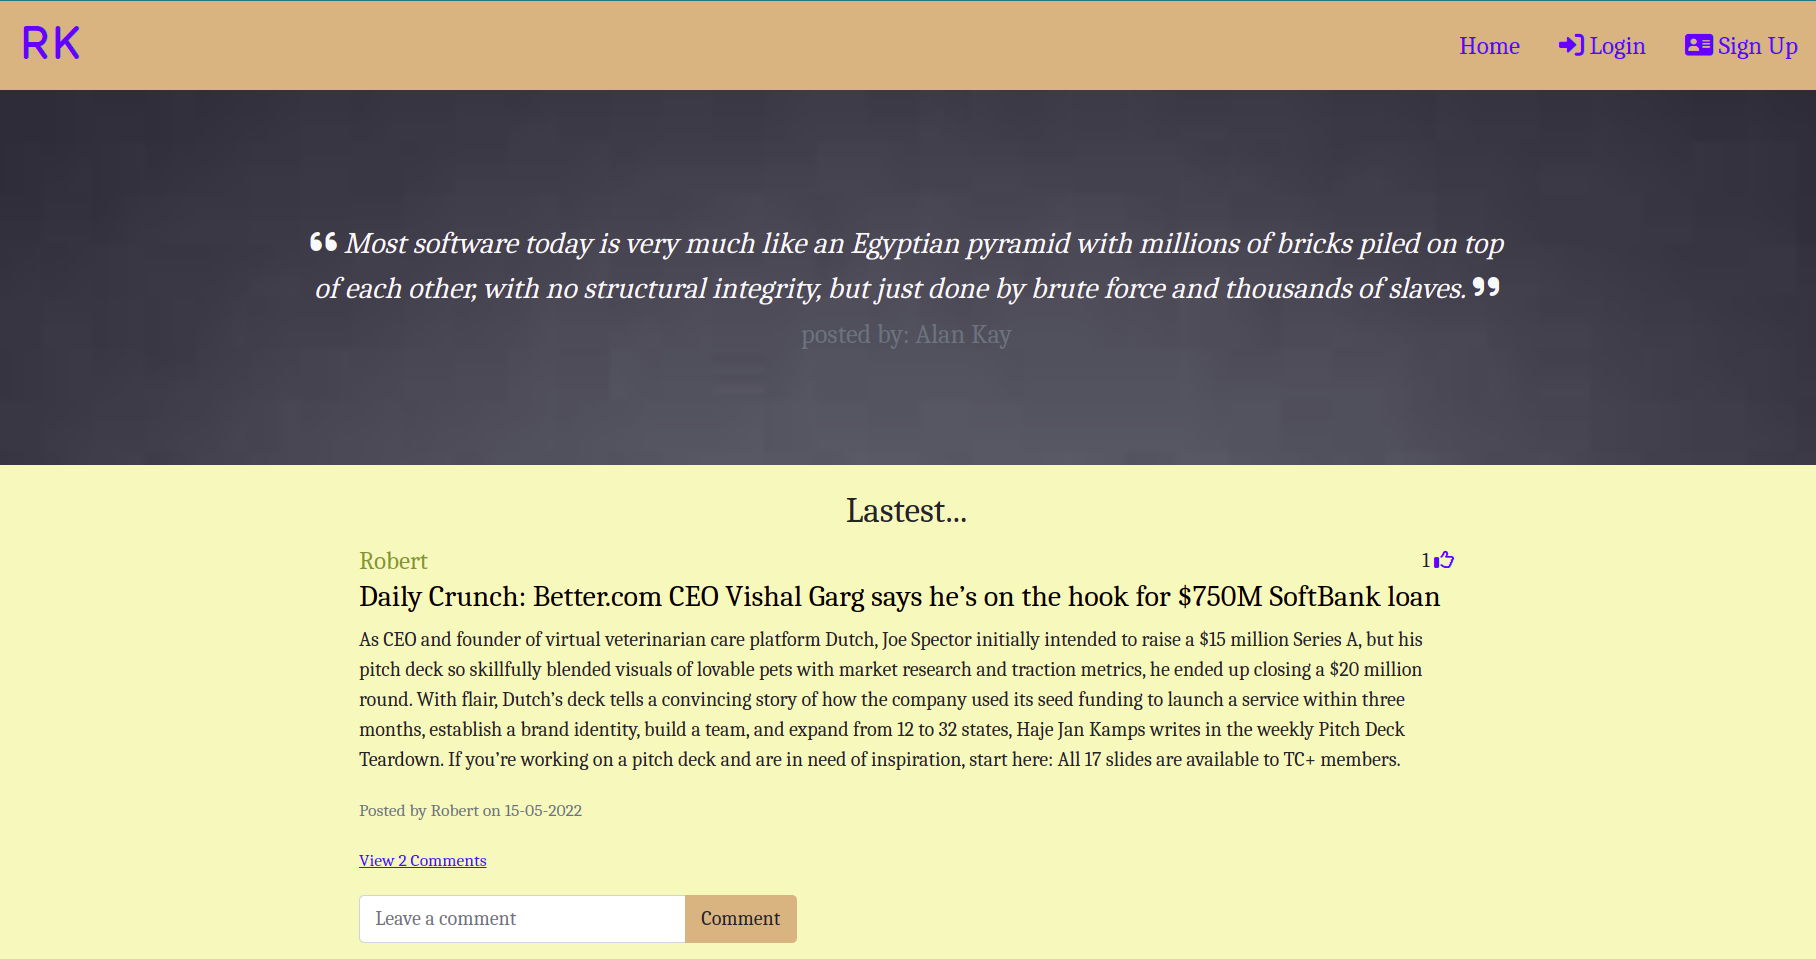 RK
Home
Login
Sign Up
❝ Most software today is very much like an Egyptian pyramid with millions of bricks piled on top
of each other, with no structural integrity, but just done by brute force and thousands of slaves. ❞
posted by: Alan Kay
Lastest...
Robert
1
Daily Crunch: Better.com CEO Vishal Garg says he’s on the hook for $750M SoftBank loan
As CEO and founder of virtual veterinarian care platform Dutch, Joe Spector initially intended to raise a $15 million Series A, but his
pitch deck so skillfully blended visuals of lovable pets with market research and traction metrics, he ended up closing a $20 million
round. With flair, Dutch’s deck tells a convincing story of how the company used its seed funding to launch a service within three
months, establish a brand identity, build a team, and expand from 12 to 32 states, Haje Jan Kamps writes in the weekly Pitch Deck
Teardown. If you’re working on a pitch deck and are in need of inspiration, start here: All 17 slides are available to TC+ members.
Posted by Robert on 15-05-2022
View 2 Comments
Leave a comment
Comment